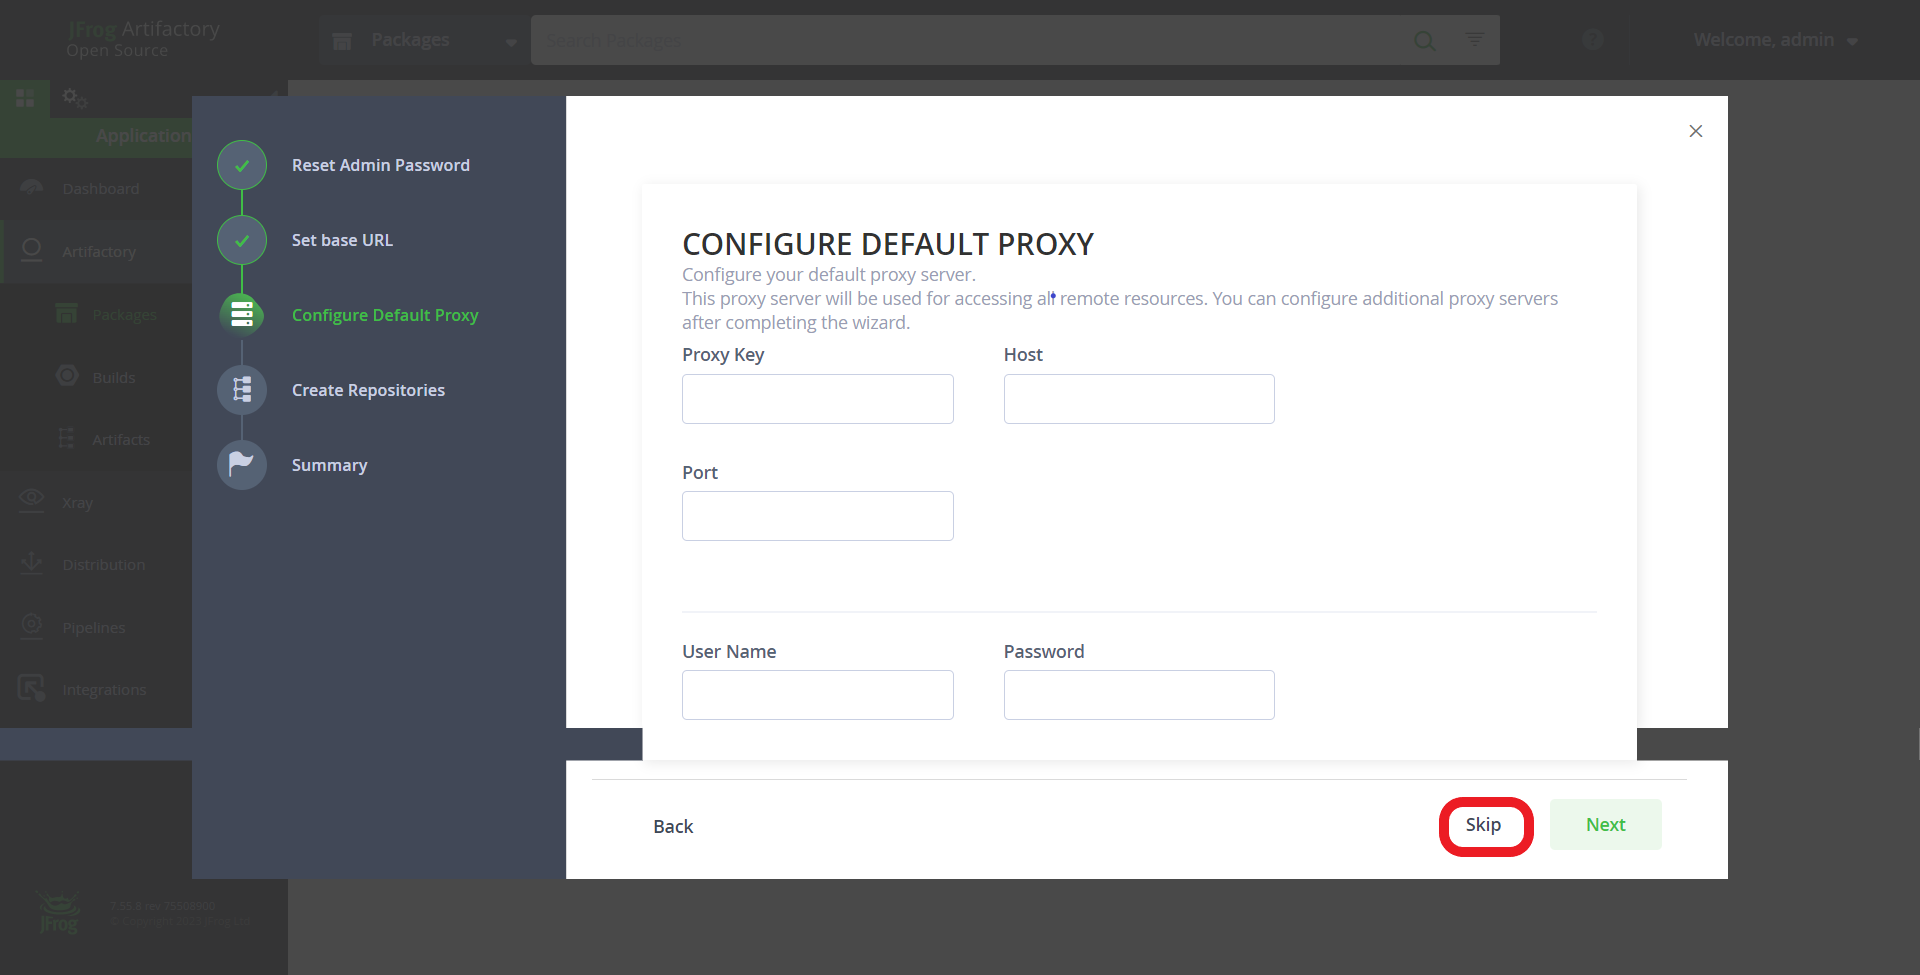 JFrog Artifactory
Open Source
Packages
Search Packages
Welcome, admin
Application
Dashboard
Artifactory
Packages
Builds
Artifacts
Xray
Distribution
Pipelines
Integrations
JFrog
Reset Admin Password
Set base URL
Configure Default Proxy
Create Repositories
Summary
CONFIGURE DEFAULT PROXY
Configure your default proxy server.
This proxy server will be used for accessing all remote resources. You can configure additional proxy servers
after completing the wizard.
Proxy Key
Host
Port
User Name
Password
Back
Skip
Next